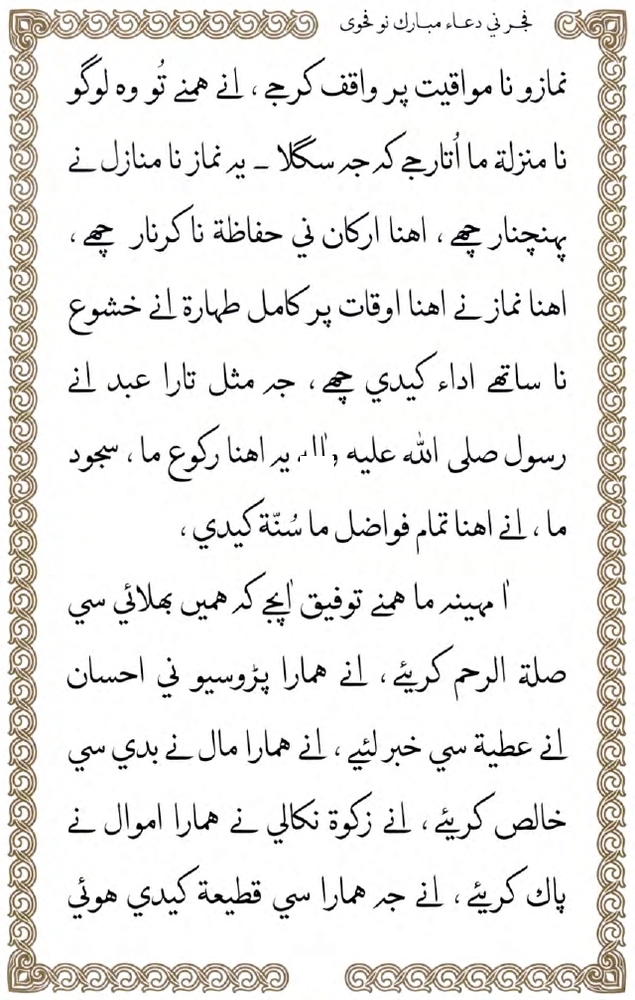 فجر ني دعاء مبارك نو فحوى
نمازو نا مواقيت پر واقف كرجے، انے همنے تُو وه لوگو
نا منزلة ما اُتارجے كه جه سگلا ـ يه نماز نا منازل نے
پهنچنار چھے، اهنا اركان ني حفاظة نا كرنار چھے،
اهنا نماز نے اهنا اوقات پر كامل طهارة انے خشوع
نا ساتھے اداء كيدي چھے، جه مثل تارا عبد انے
رسول صلى الله عليه يه اهنا ركوع ما، سجود
ما، انے اهنا تمام فواضل ما سُنّة كيدي،
اٰ مهينه ما همنے توفيق اٰپجے كه هميں بھلائي سي
صلة الرحم كريئے، انے همارا پڑوسيو ني احسان
انے عطية سي خبر لئيے، انے همارا مال نے بدي سي
خالص كريئے، انے زكوة نكالي نے همارا اموال نے
پاك كريئے، انے جه همارا سي قطيعة كيدي هوئي